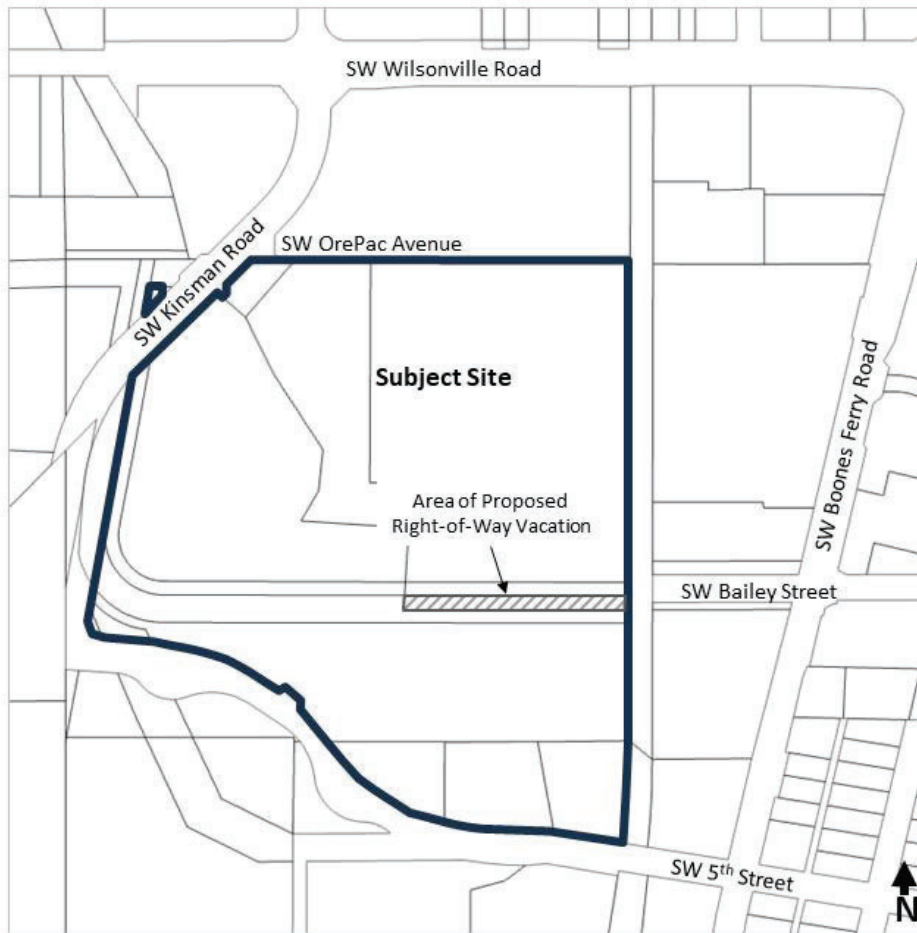 SW Wilsonville Road
SW OrePac Avenue
SW Kinsman Road
Subject Site
SW Boones Ferry Road
Area of Proposed
Right-of-Way Vacation
SW Bailey Street
SW 5th Street
N